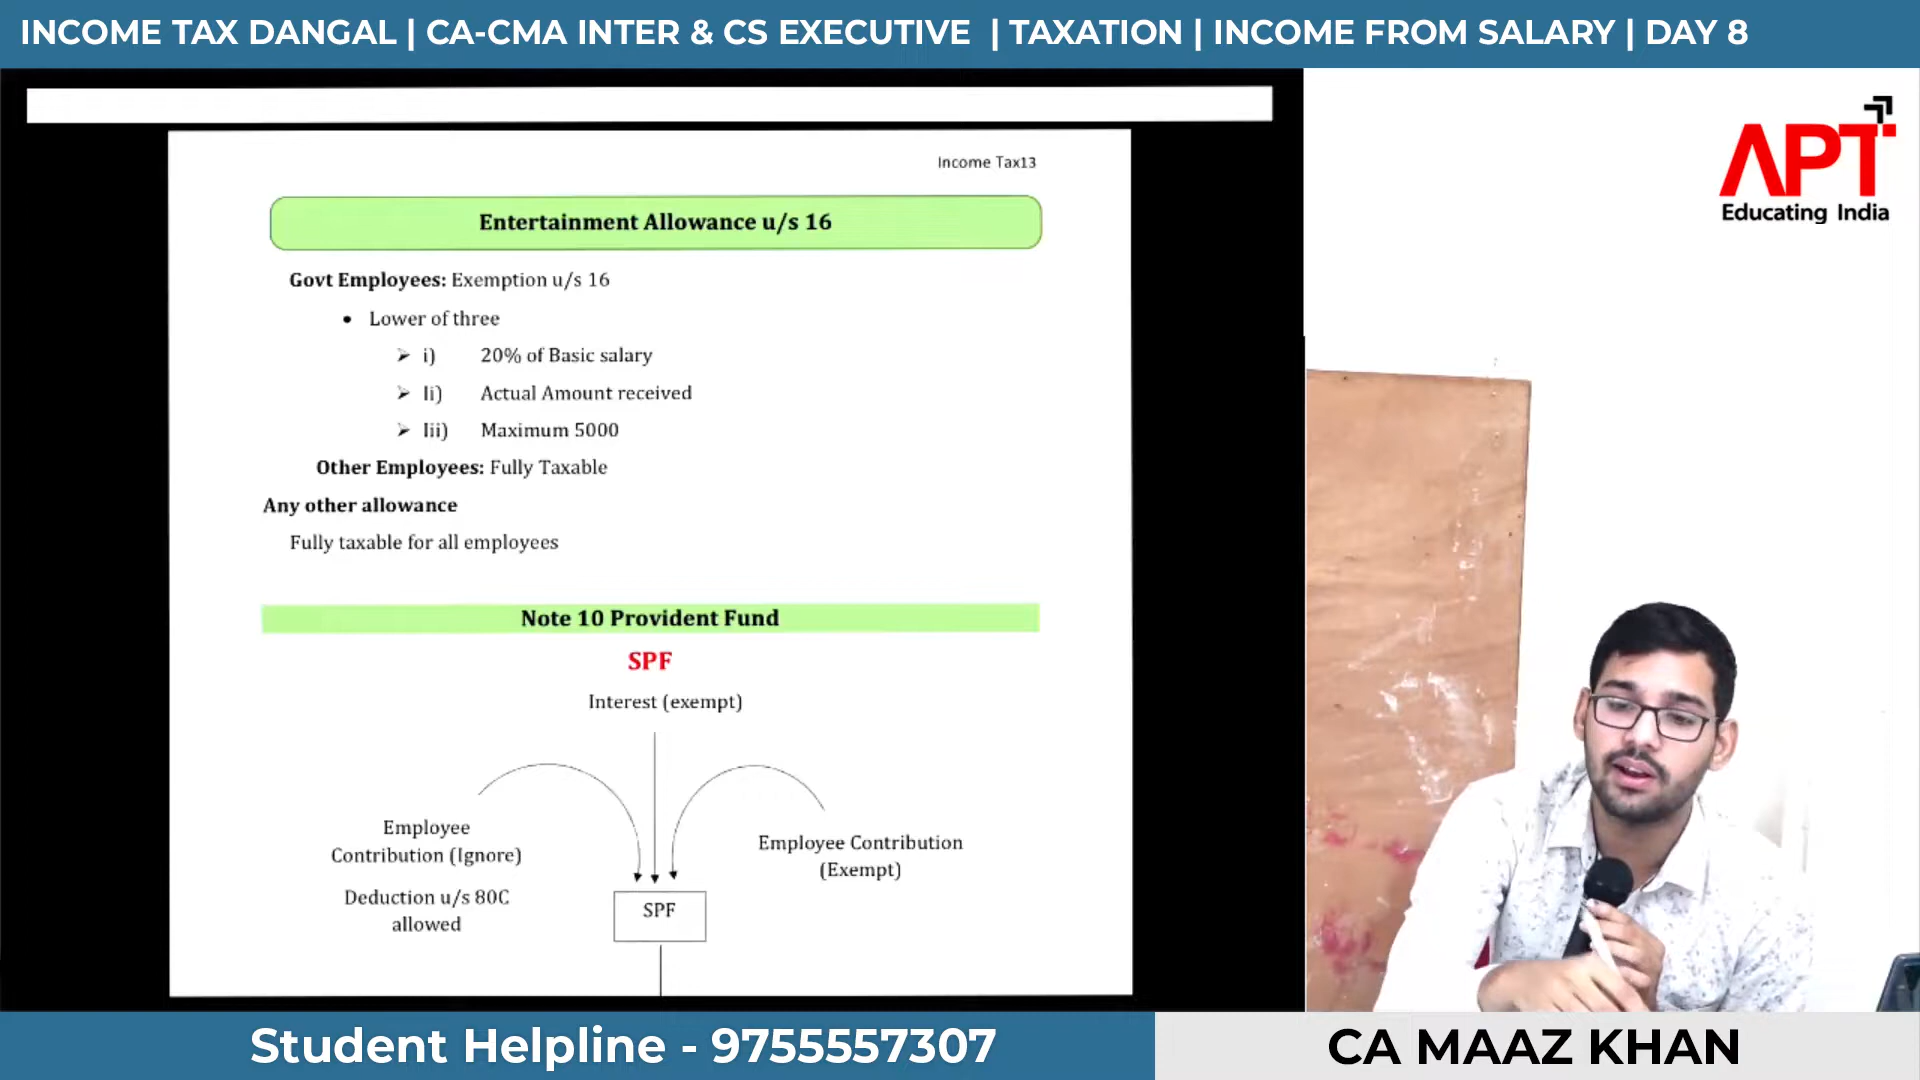 INCOME TAX DANGAL | CA-CMA INTER & CS EXECUTIVE | TAXATION | INCOME FROM SALARY | DAY 8
APT
Educating India
Income Tax13
Entertainment Allowance u/s 16
Govt Employees: Exemption u/s 16
• Lower of three
➢ i) 20% of Basic salary
➢ Ii) Actual Amount received
➢ Iii) Maximum 5000
Other Employees: Fully Taxable
Any other allowance
Fully taxable for all employees
Note 10 Provident Fund
SPF
Interest (exempt)
Employee
Contribution (Ignore)
Deduction u/s 80C
allowed
Employee Contribution
(Exempt)
SPF
Student Helpline - 9755557307
CA MAAZ KHAN